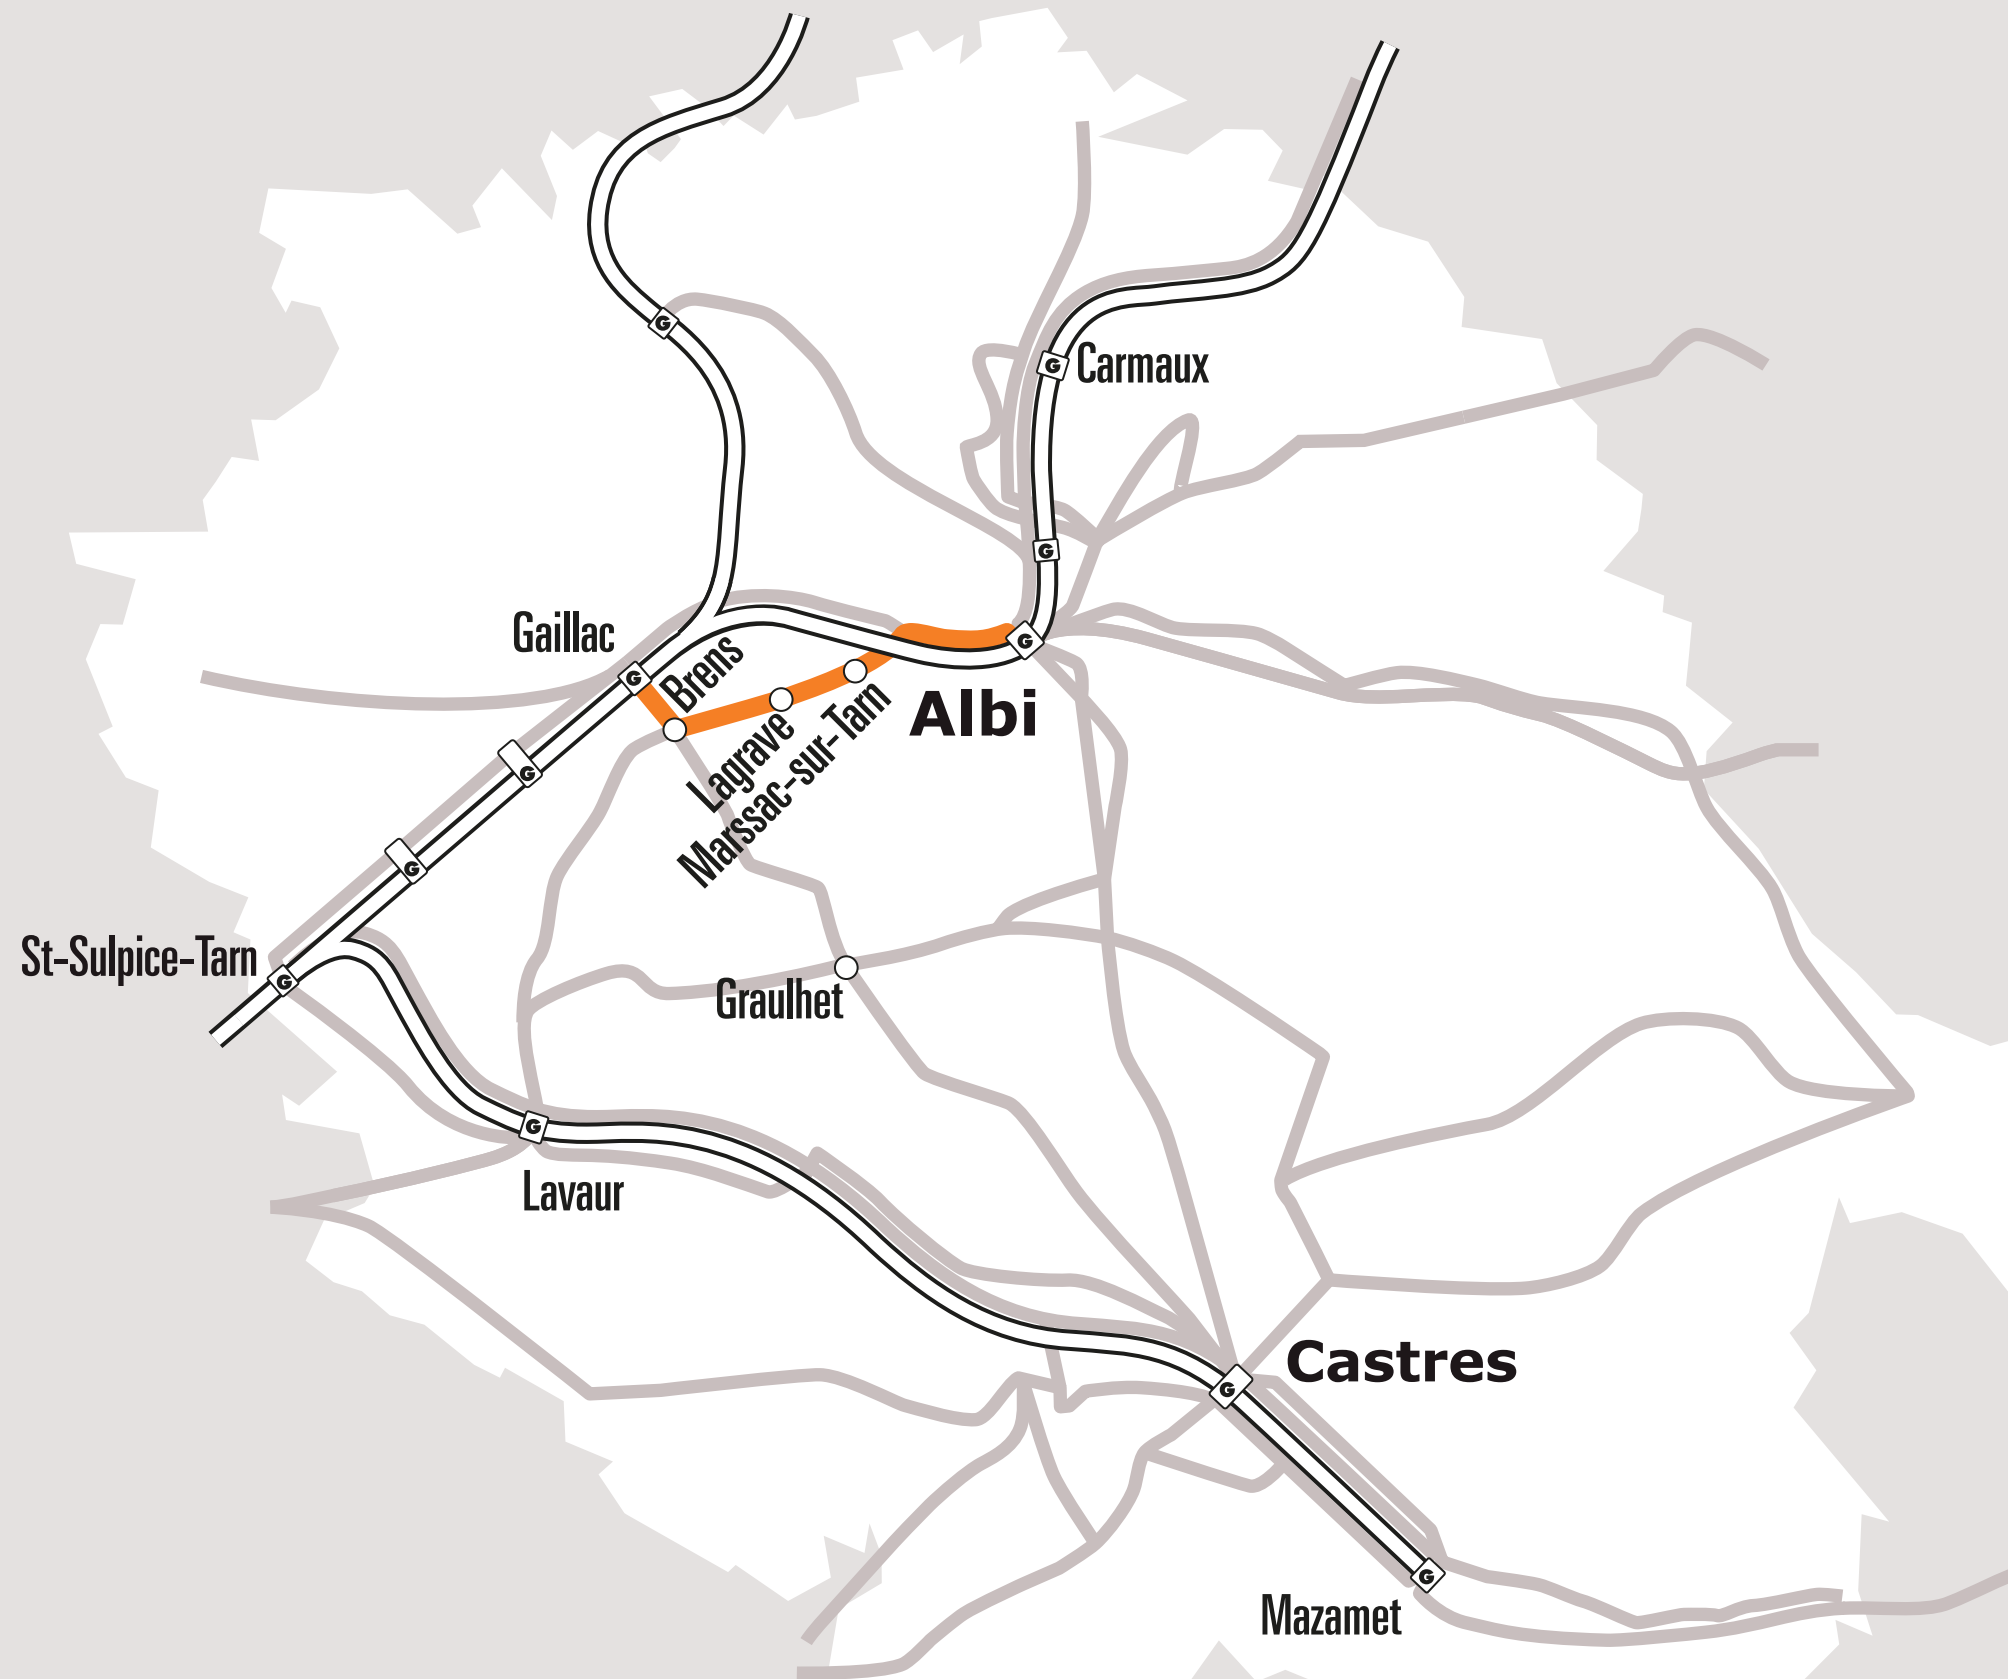 G
Carmaux
G
Gaillac
G
G
Brens
Albi
Lagrave
Marssac-sur-Tarn
G
G
St-Sulpice-Tarn
G
Graulhet
G
Lavaur
Castres
G
G
Mazamet